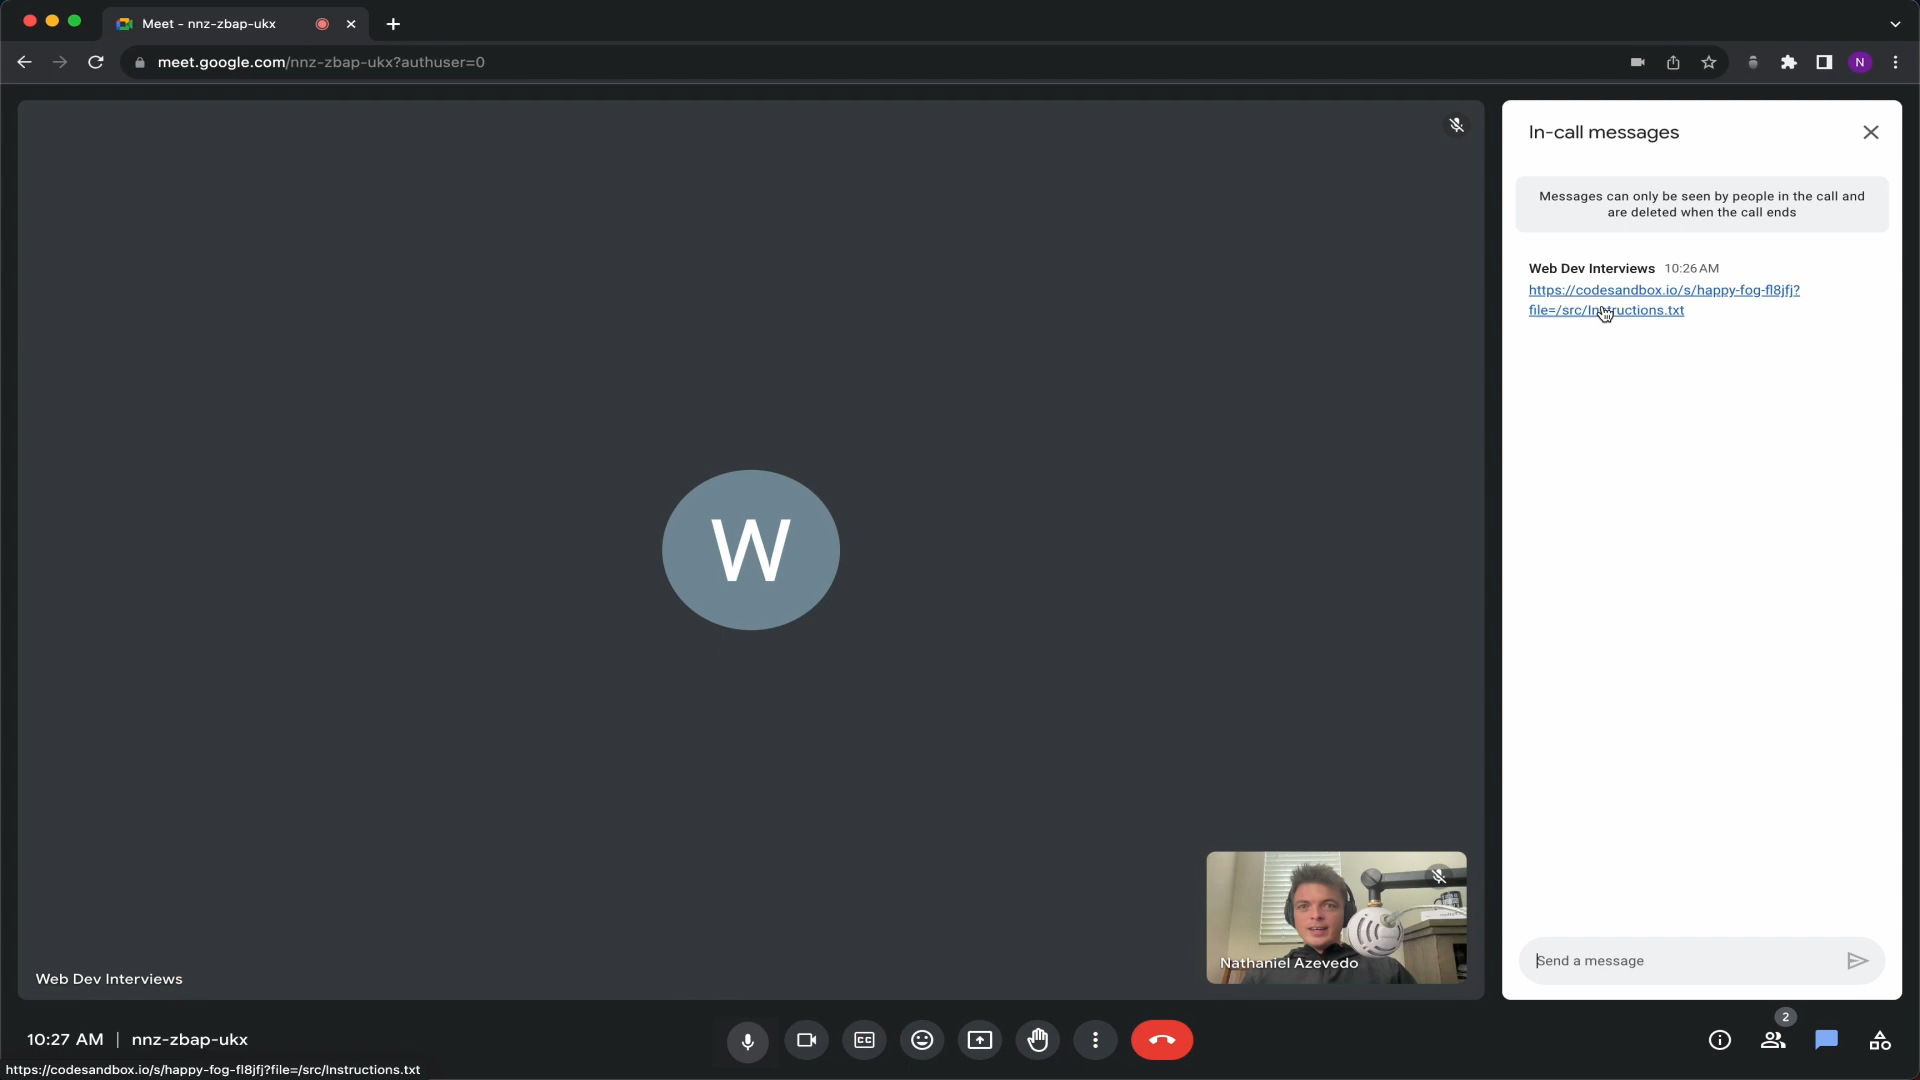 Meet - nnz-zbap-ukx
meet.google.com/nnz-zbap-ukx?authuser=0
N
In-call messages
Messages can only be seen by people in the call and
are deleted when the call ends
Web Dev Interviews 10:26 AM
https://codesandbox.io/s/happy-fog-fl8jfj?
file=/src/Instructions.txt
W
Nathaniel Azevedo
Web Dev Interviews
Send a message
10:27 AM | nnz-zbap-ukx
CC
2
https://codesandbox.io/s/happy-fog-fl8jfj?file=/src/Instructions.txt